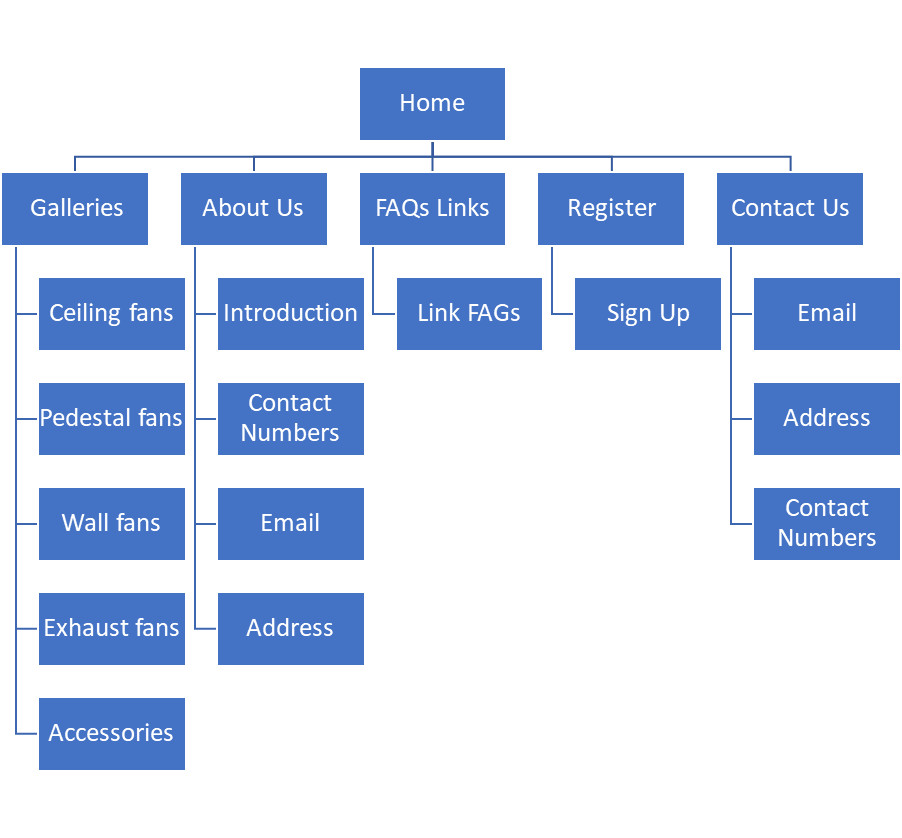 Home
Galleries
About Us
FAQs Links
Register
Contact Us
Ceiling fans
Pedestal fans
Wall fans
Exhaust fans
Accessories
Introduction
Contact
Numbers
Email
Address
Link FAGs
Sign Up
Email
Address
Contact
Numbers